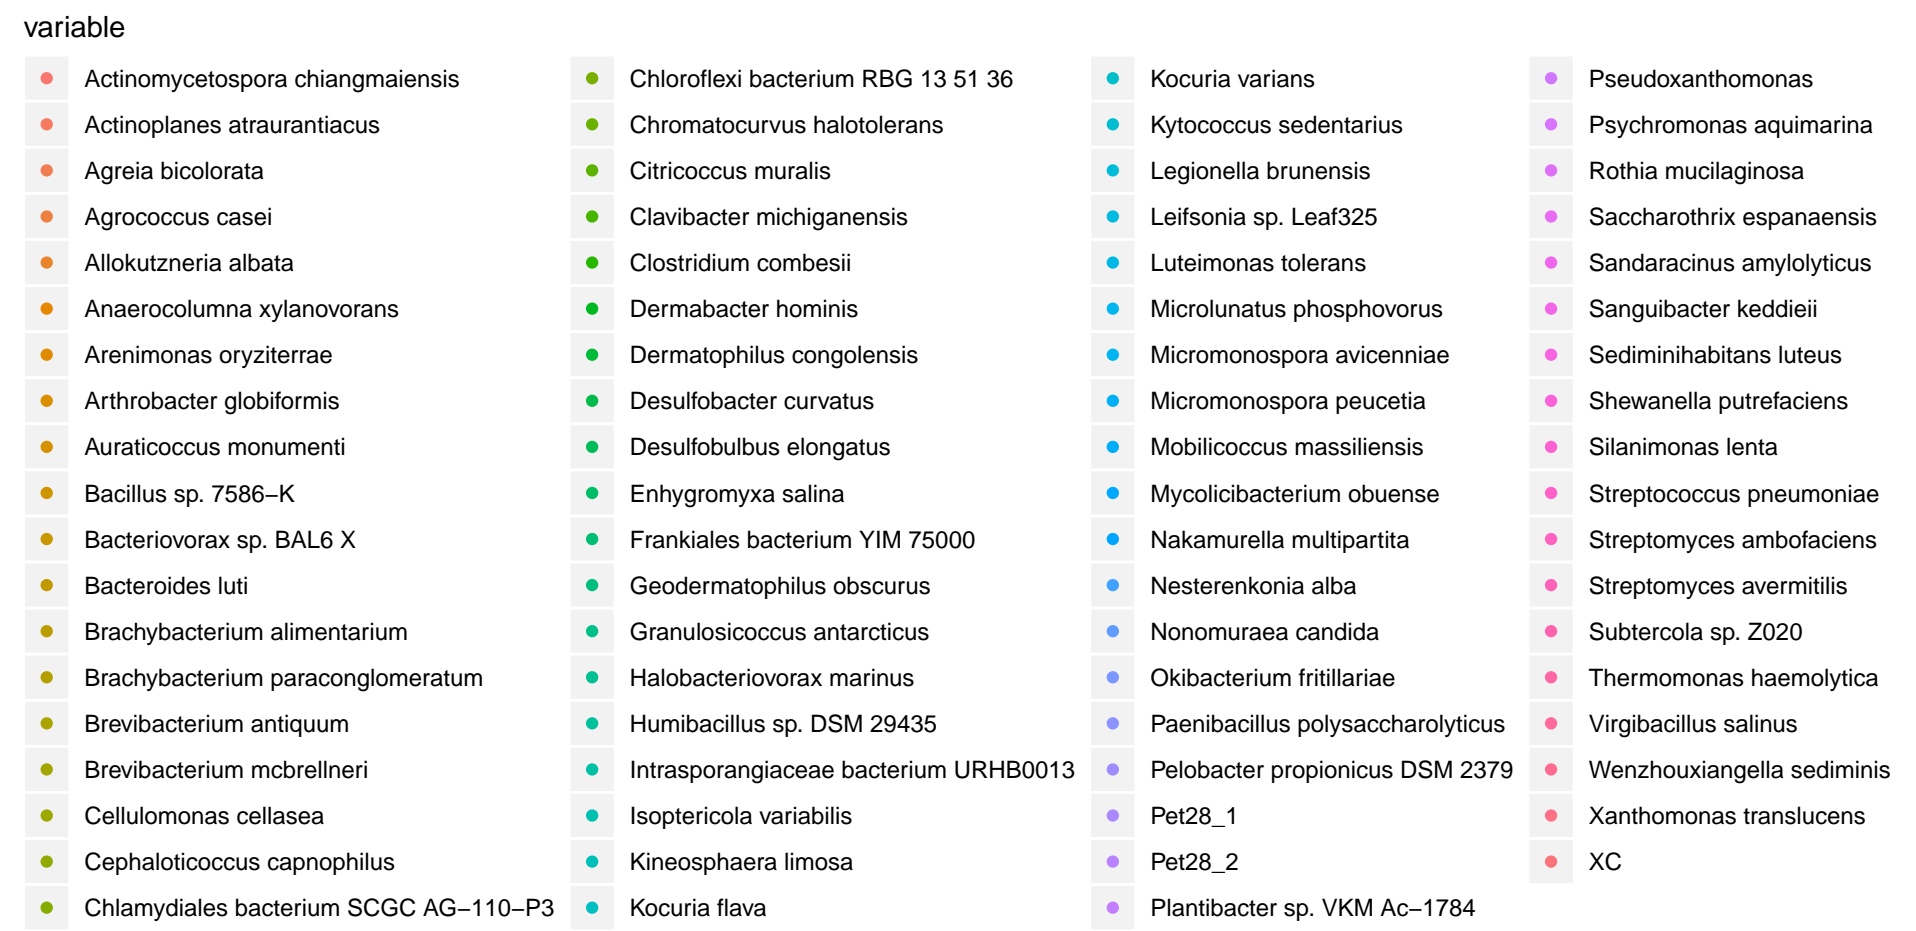 variable
Actinomycetospora chiangmaiensis
Actinoplanes atraurantiacus
Agreia bicolorata
Agrococcus casei
Allokutzneria albata
Anaerocolumna xylanovorans
Arenimonas oryziterrae
Arthrobacter globiformis
Auraticoccus monumenti
Bacillus sp. 7586−K
Bacteriovorax sp. BAL6 X
Bacteroides luti
Brachybacterium alimentarium
Brachybacterium paraconglomeratum
Brevibacterium antiquum
Brevibacterium mcbrellneri
Cellulomonas cellasea
Cephaloticoccus capnophilus
Chlamydiales bacterium SCGC AG−110−P3
Chloroflexi bacterium RBG 13 51 36
Chromatocurvus halotolerans
Citricoccus muralis
Clavibacter michiganensis
Clostridium combesii
Dermabacter hominis
Dermatophilus congolensis
Desulfobacter curvatus
Desulfobulbus elongatus
Enhygromyxa salina
Frankiales bacterium YIM 75000
Geodermatophilus obscurus
Granulosicoccus antarcticus
Halobacteriovorax marinus
Humibacillus sp. DSM 29435
Intrasporangiaceae bacterium URHB0013
Isoptericola variabilis
Kineosphaera limosa
Kocuria flava
Kocuria varians
Kytococcus sedentarius
Legionella brunensis
Leifsonia sp. Leaf325
Luteimonas tolerans
Microlunatus phosphovorus
Micromonospora avicenniae
Micromonospora peucetia
Mobilicoccus massiliensis
Mycolicibacterium obuense
Nakamurella multipartita
Nesterenkonia alba
Nonomuraea candida
Okibacterium fritillariae
Paenibacillus polysaccharolyticus
Pelobacter propionicus DSM 2379
Pet28_1
Pet28_2
Plantibacter sp. VKM Ac−1784
Pseudoxanthomonas
Psychromonas aquimarina
Rothia mucilaginosa
Saccharothrix espanaensis
Sandaracinus amylolyticus
Sanguibacter keddieii
Sediminihabitans luteus
Shewanella putrefaciens
Silanimonas lenta
Streptococcus pneumoniae
Streptomyces ambofaciens
Streptomyces avermitilis
Subtercola sp. Z020
Thermomonas haemolytica
Virgibacillus salinus
Wenzhouxiangella sediminis
Xanthomonas translucens
XC